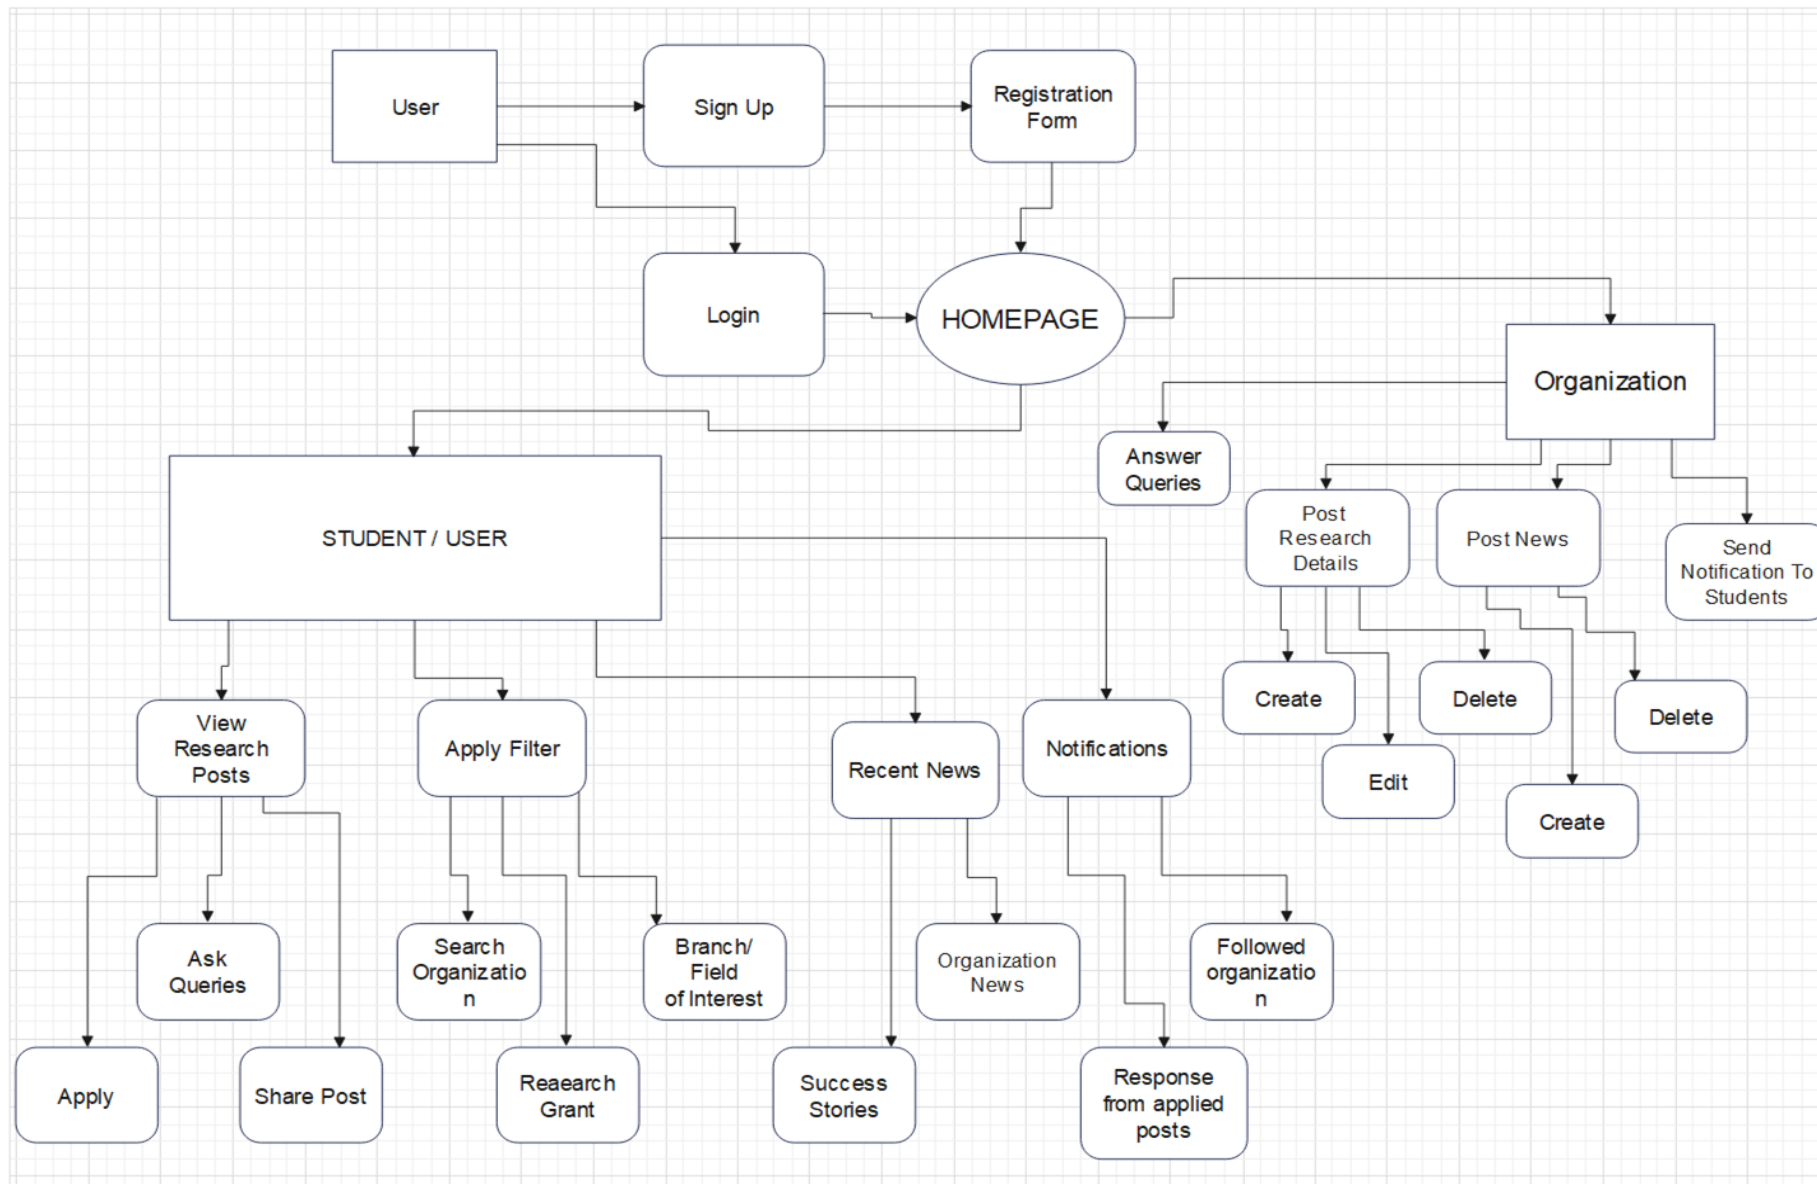 User
Sign Up
Registration
Form
Login
HOMEPAGE
Organization
Answer
Queries
Post
Research
Details
Post News
Send
Notification To
Students
STUDENT / USER
Create
Delete
Delete
Edit
Create
View
Research
Posts
Apply Filter
Recent News
Notifications
Ask
Queries
Search
Organizatio
n
Branch/
Field
of Interest
Organization
News
Followed
organizatio
n
Apply
Share Post
Reaearch
Grant
Success
Stories
Response
from applied
posts